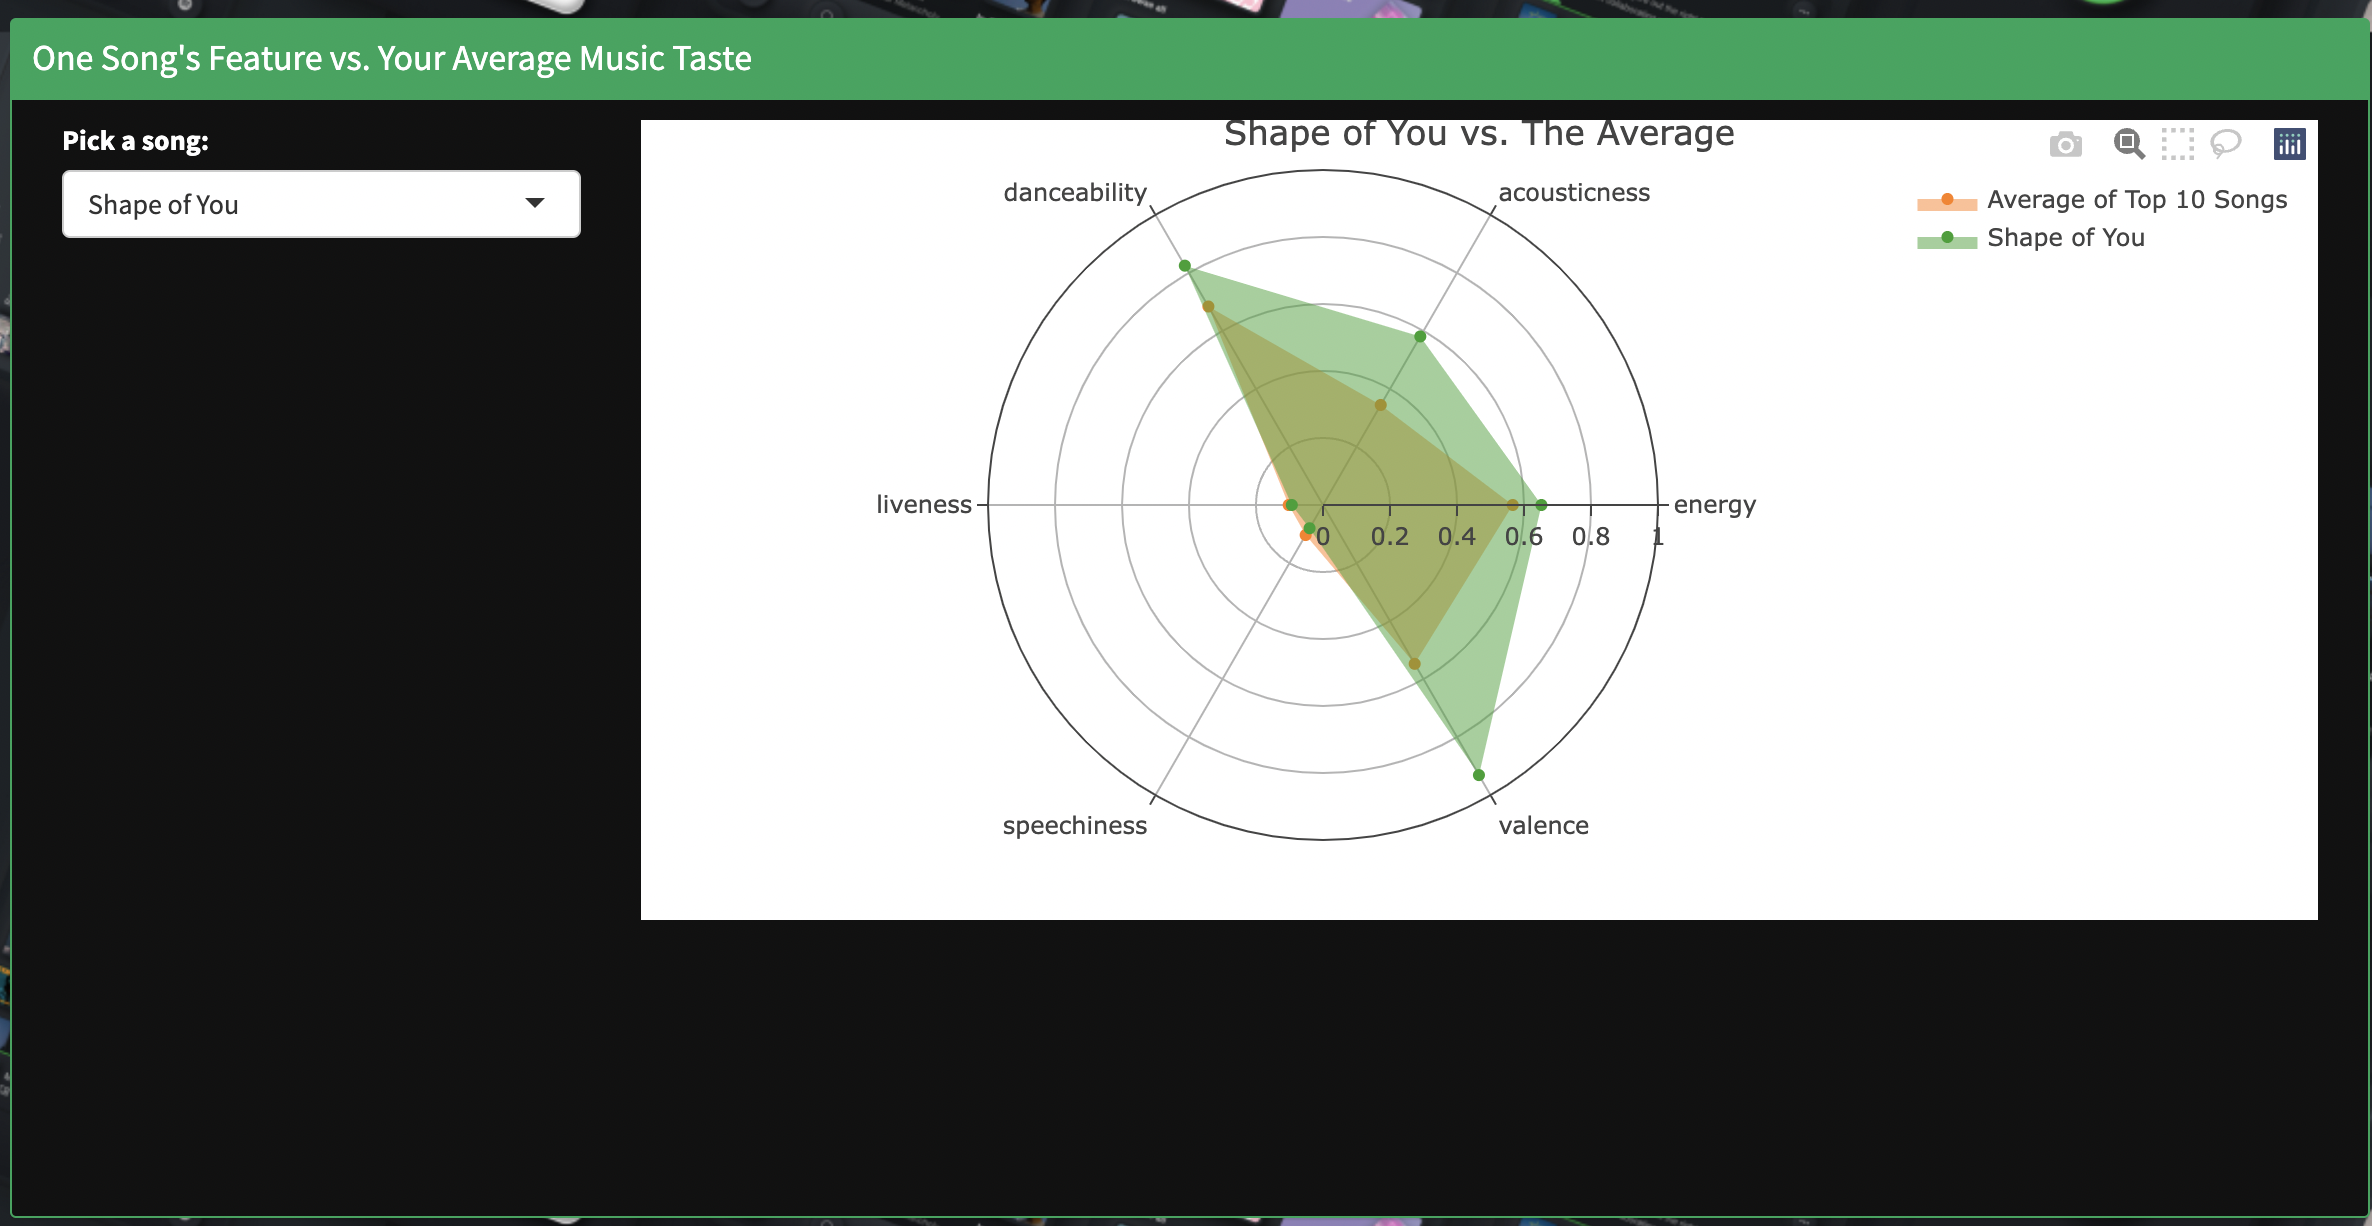 One Song's Feature vs. Your Average Music Taste
Pick a song:
Shape of You
Shape of You vs. The Average
Average of Top 10 Songs
Shape of You
danceability
acousticness
liveness
energy
0 0.2 0.4 0.6 0.8 1
speechiness
valence